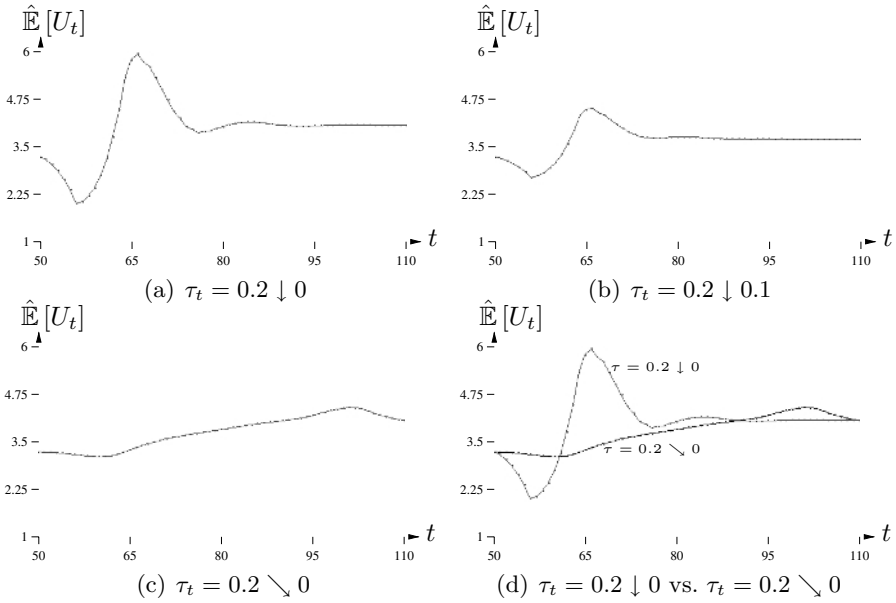 Ê [U_t] Ê [U_t]
6 6
4.75 4.75
3.5 3.5
2.25 2.25
1 1
t t
50 65 80 95 110 50 65 80 95 110
(a) τ_t = 0.2 ↓ 0 (b) τ_t = 0.2 ↓ 0.1
Ê [U_t] Ê [U_t]
6 6
τ = 0.2 ↓ 0
4.75 4.75
3.5 3.5
τ = 0.2 ↘ 0
2.25 2.25
1 1
t t
50 65 80 95 110 50 65 80 95 110
(c) τ_t = 0.2 ↘ 0 (d) τ_t = 0.2 ↓ 0 vs. τ_t = 0.2 ↘ 0